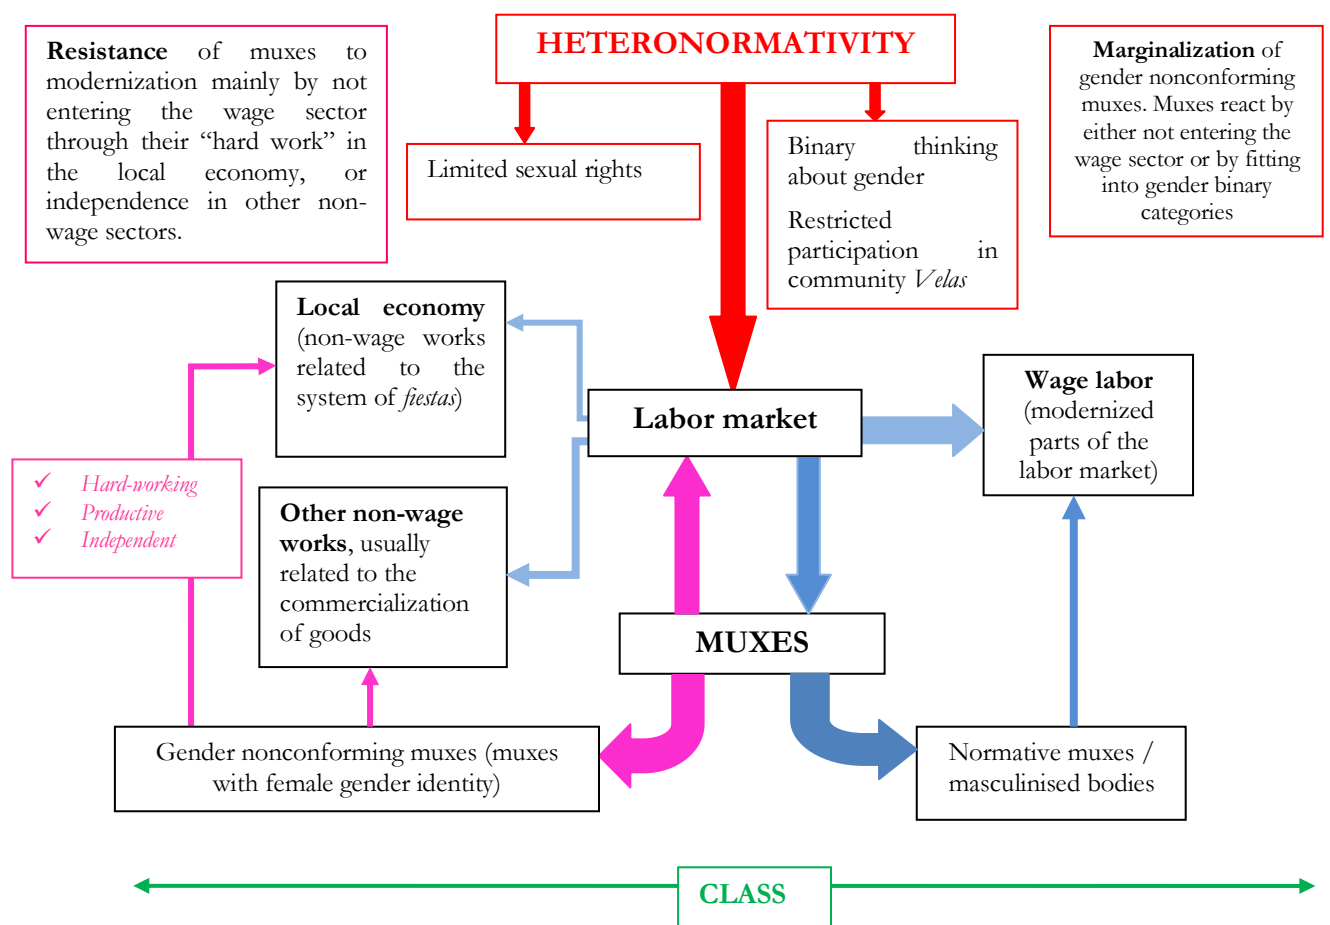 Resistance of muxes to
modernization mainly by not
entering the wage sector
through their “hard work” in
the local economy, or
independence in other non-
wage sectors.
HETERONORMATIVITY
Marginalization of
gender nonconforming
muxes. Muxes react by
either not entering the
wage sector or by fitting
into gender binary
categories
Limited sexual rights
Binary thinking
about gender
Restricted
participation in
community Velas
Local economy
(non-wage works
related to the
system of fiestas)
Labor market
Wage labor
(modernized
parts of the
labor market)
✓ Hard-working
✓ Productive
✓ Independent
Other non-wage
works, usually
related to the
commercialization
of goods
MUXES
Gender nonconforming muxes (muxes
with female gender identity)
Normative muxes /
masculinised bodies
CLASS